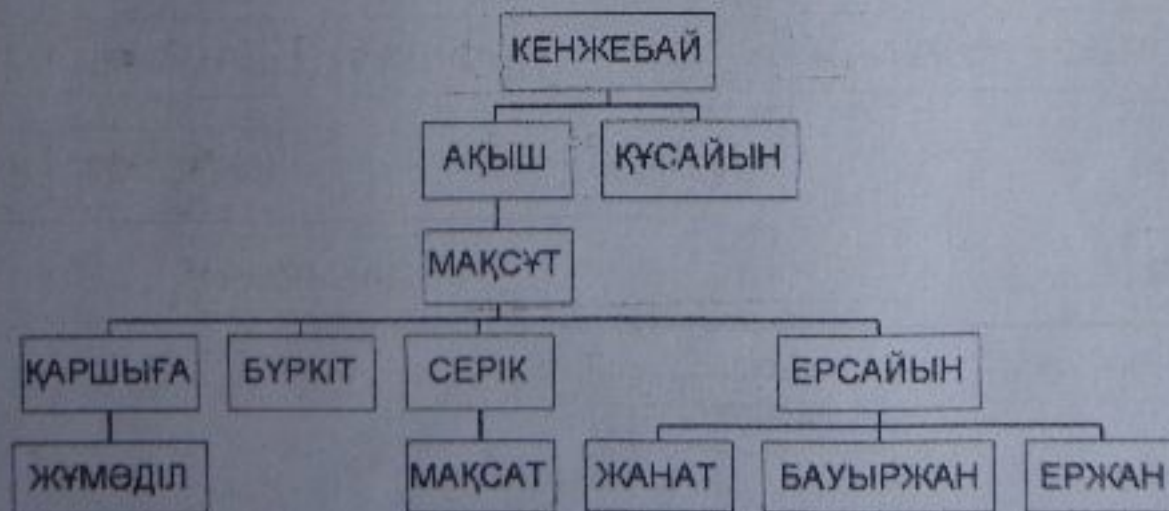 КЕНЖЕБАЙ
АҚЫШ ҚҰСАЙЫН
МАҚСҰТ
ҚАРШЫҒА БҮРКІТ СЕРІК ЕРСАЙЫН
ЖҰМӘДІЛ МАҚСАТ ЖАНАТ БАУЫРЖАН ЕРЖАН